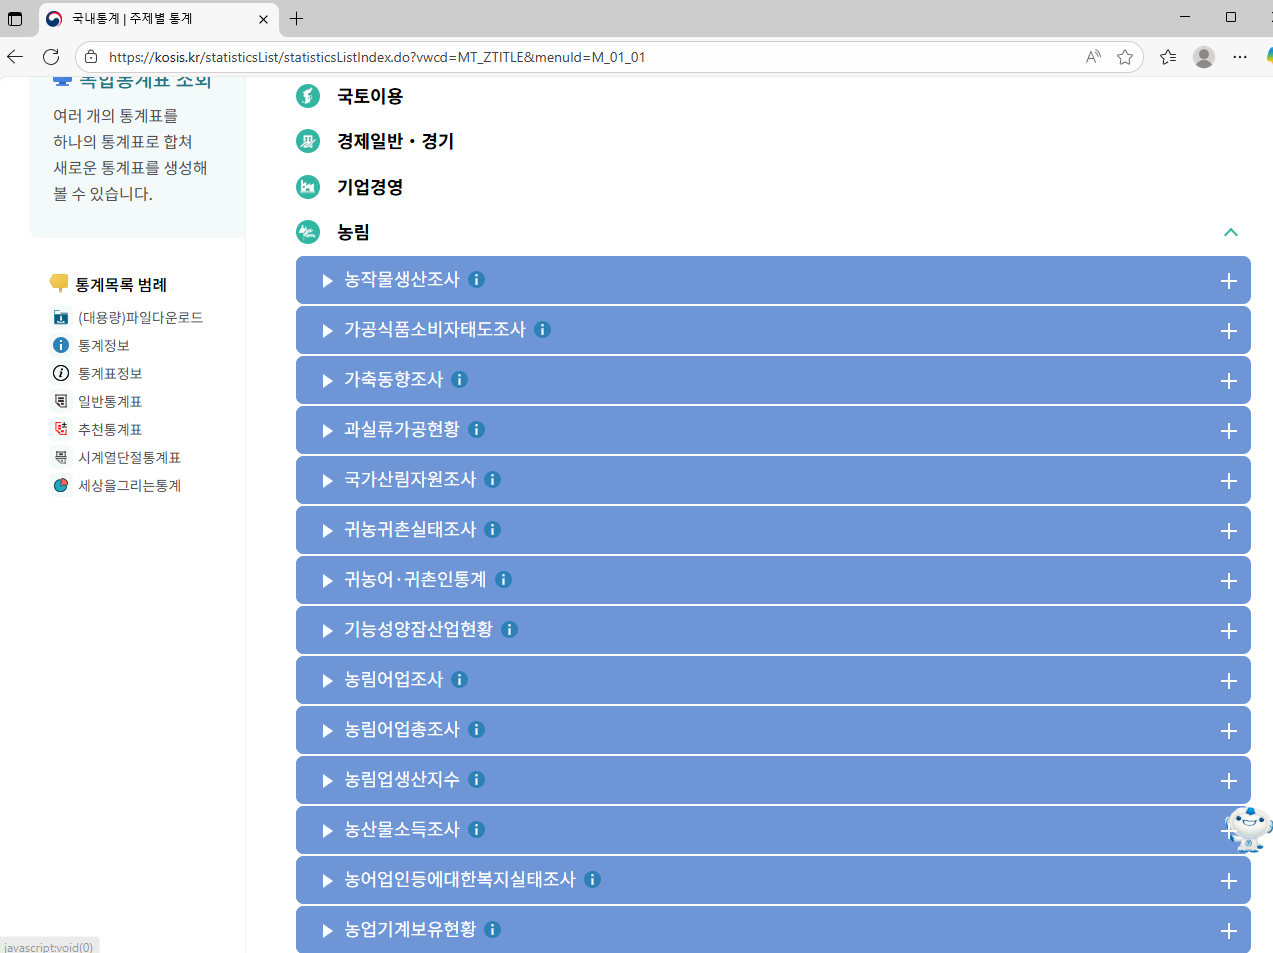 국내통계 | 주제별 통계
https://kosis.kr/statisticsList/statisticsListIndex.do?vwcd=MT_ZTITLE&menuId=M_01_01
복합통계표 조회
여러 개의 통계표를
하나의 통계표로 합쳐
새로운 통계표를 생성해
볼 수 있습니다.
통계목록 범례
(대용량)파일다운로드
통계정보
통계표정보
일반통계표
추천통계표
시계열단절통계표
세상을그리는통계
국토이용
경제일반・경기
기업경영
농림
농작물생산조사
가공식품소비자태도조사
가축동향조사
과실류가공현황
국가산림자원조사
귀농귀촌실태조사
귀농어·귀촌인통계
기능성양잠산업현황
농림어업조사
농림어업총조사
농림업생산지수
농산물소득조사
농어업인등에대한복지실태조사
농업기계보유현황
javascript:void(0)